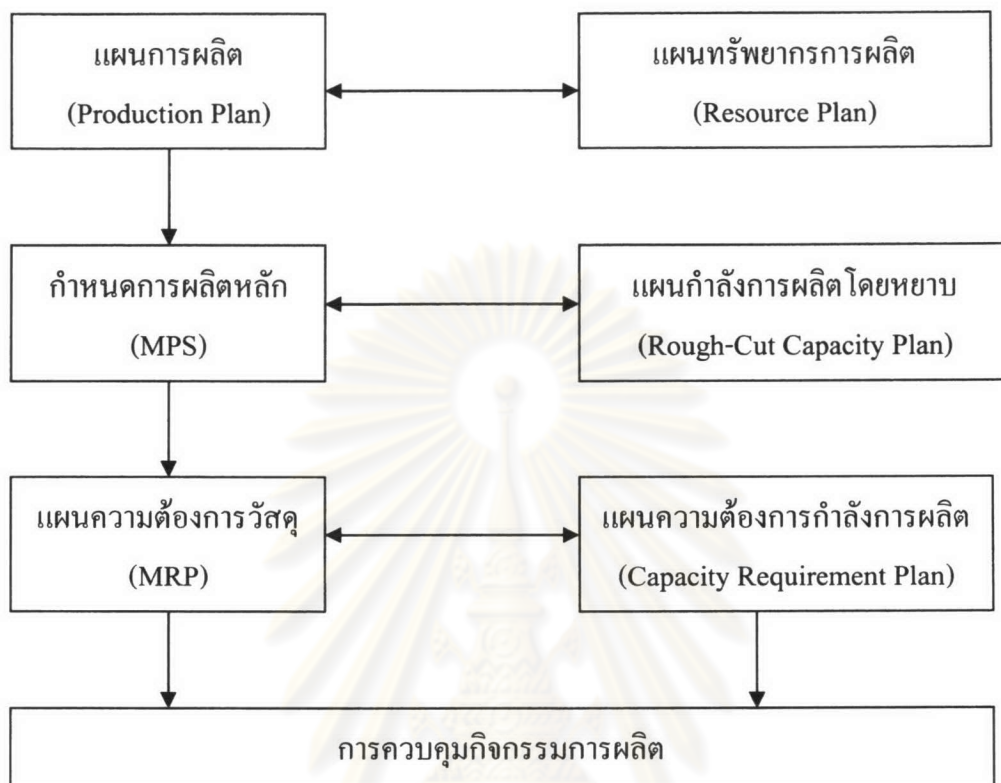 แผนการผลิต
(Production Plan)
แผนทรัพยากรการผลิต
(Resource Plan)
กำหนดการผลิตหลัก
(MPS)
แผนกำลังการผลิตโดยหยาบ
(Rough-Cut Capacity Plan)
แผนความต้องการวัสดุ
(MRP)
แผนความต้องการกำลังการผลิต
(Capacity Requirement Plan)
การควบคุมกิจกรรมการผลิต